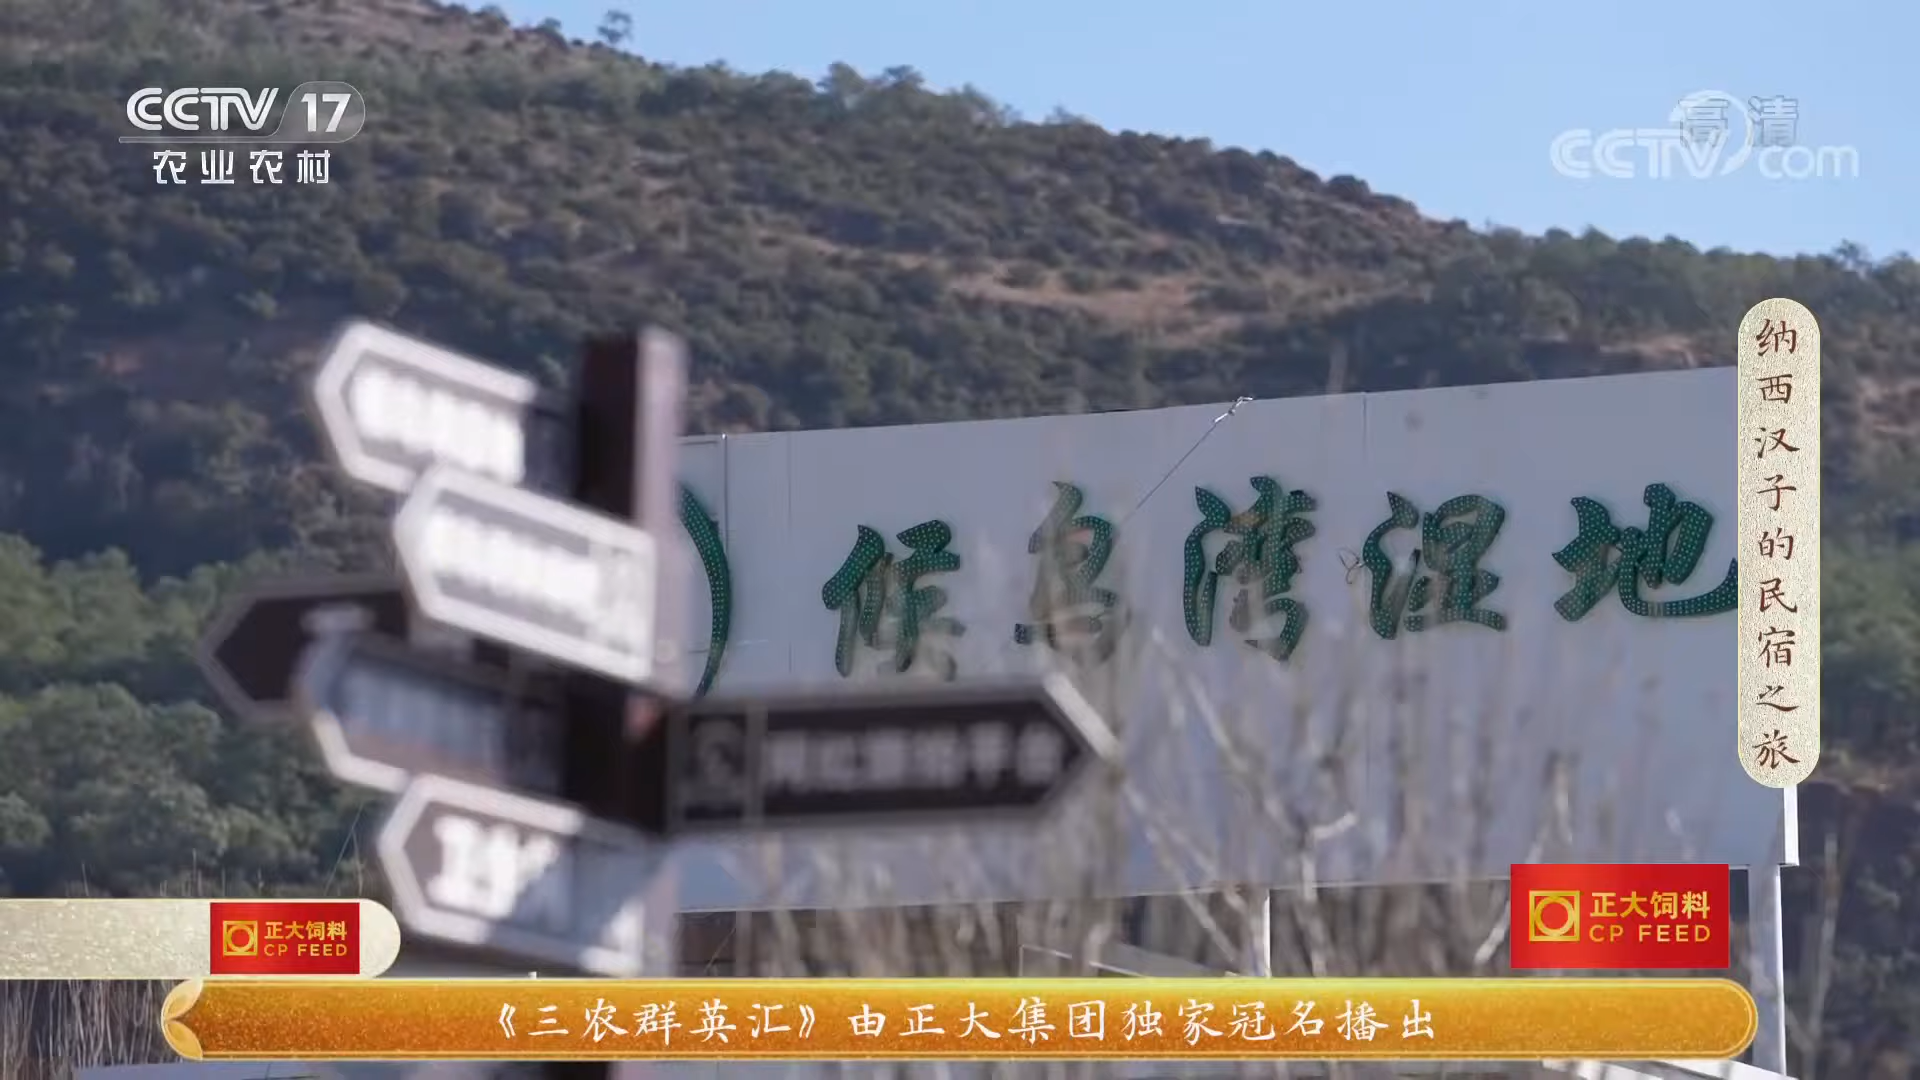 CCTV 17
农业农村
高清
CCTV.com
纳西汉子的民宿之旅
候鸟湾湿地
正大饲料
CP FEED
正大饲料
CP FEED
《三农群英汇》由正大集团独家冠名播出